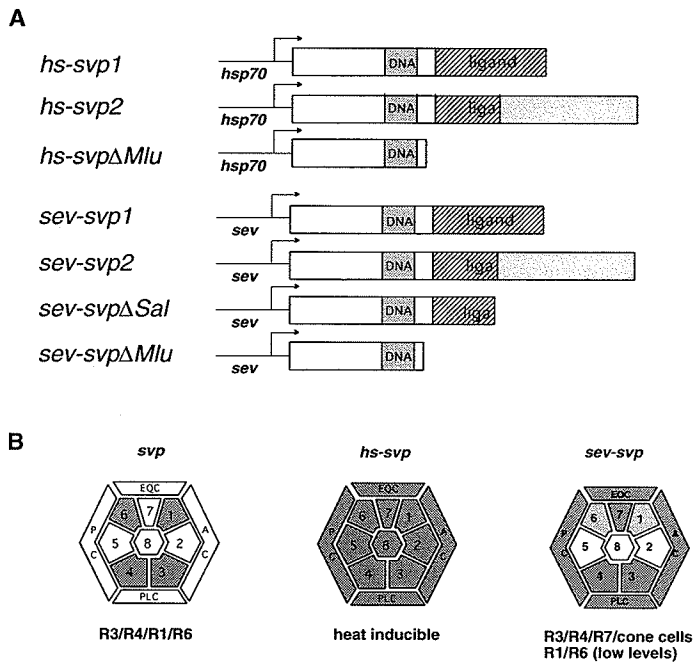 A
hs-svp1
hsp70
DNA
ligand
hs-svp2
hsp70
DNA
liga
hs-svpΔMlu
hsp70
DNA
sev-svp1
sev
DNA
ligand
sev-svp2
sev
DNA
liga
sev-svpΔSal
sev
DNA
liga
sev-svpΔMlu
sev
DNA
B
svp
EQC
P C
A C
6 7 1
5 8 2
4 3
PLC
R3/R4/R1/R6
hs-svp
EQC
P C
A C
6 7 1
5 8 2
4 3
PLC
heat inducible
sev-svp
EQC
P C
A C
6 7 1
5 8 2
4 3
PLC
R3/R4/R7/cone cells
R1/R6 (low levels)